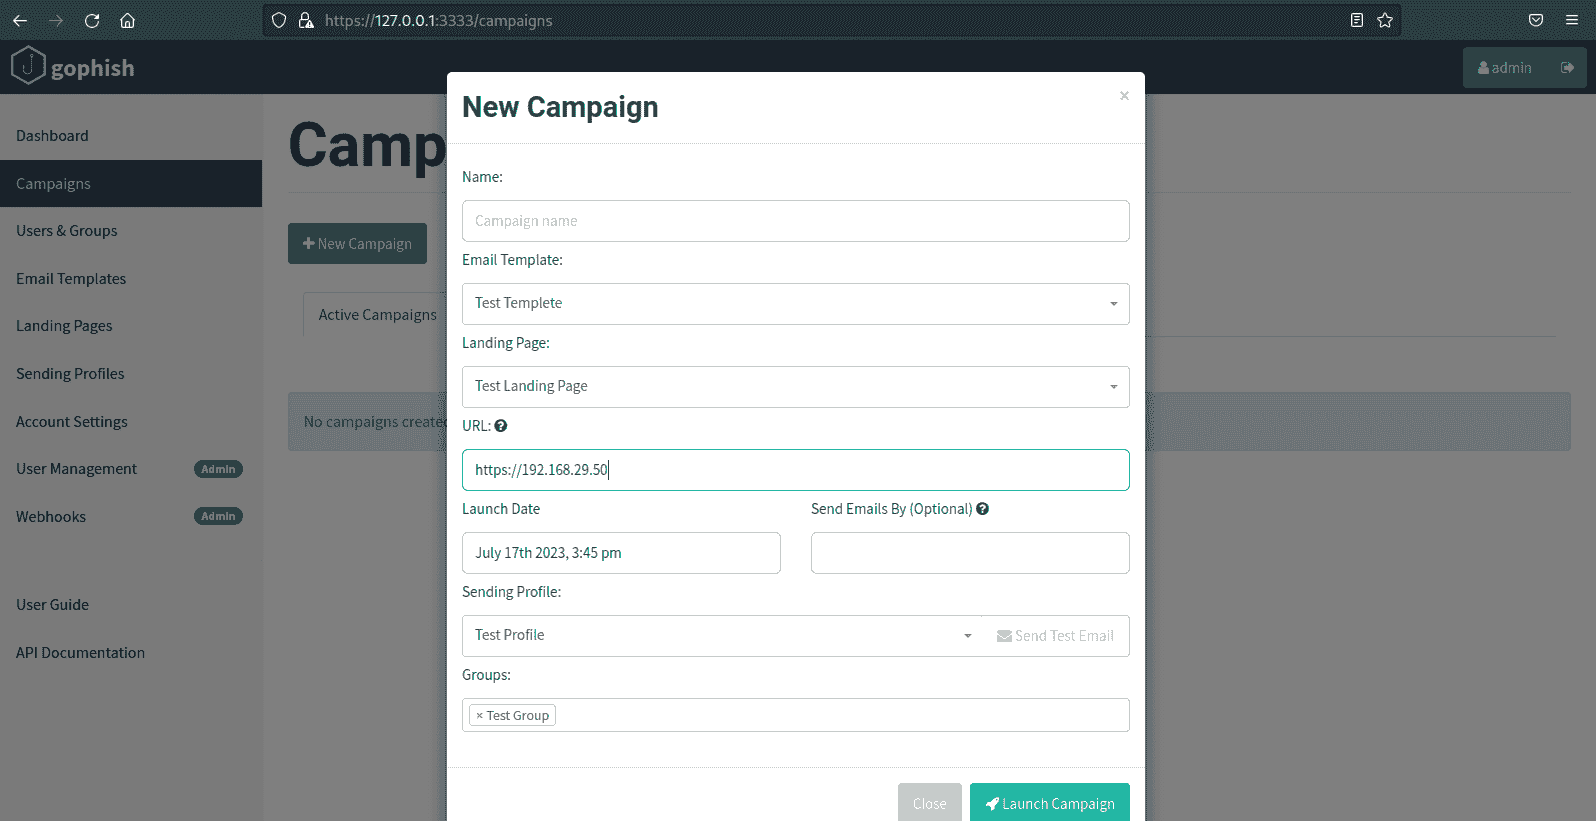 https://127.0.0.1:3333/campaigns
gophish
admin
Dashboard
Campaigns
Users & Groups
Email Templates
Landing Pages
Sending Profiles
Account Settings
User Management Admin
Webhooks Admin
User Guide
API Documentation
Camp
New Campaign
Active Campaigns
No campaigns created
New Campaign
×
Name:
Campaign name
Email Template:
Test Templete
Landing Page:
Test Landing Page
URL:
https://192.168.29.50
Launch Date
Send Emails By (Optional)
July 17th 2023, 3:45 pm
Sending Profile:
Test Profile
Send Test Email
Groups:
× Test Group
Close
Launch Campaign